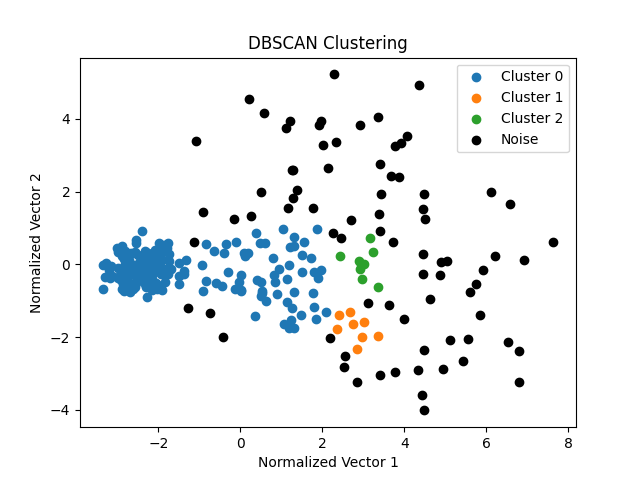 DBSCAN Clustering
Cluster 0
Cluster 1
Cluster 2
Noise
Normalized Vector 2
4
2
0
−2
−4
−2 0 2 4 6 8
Normalized Vector 1